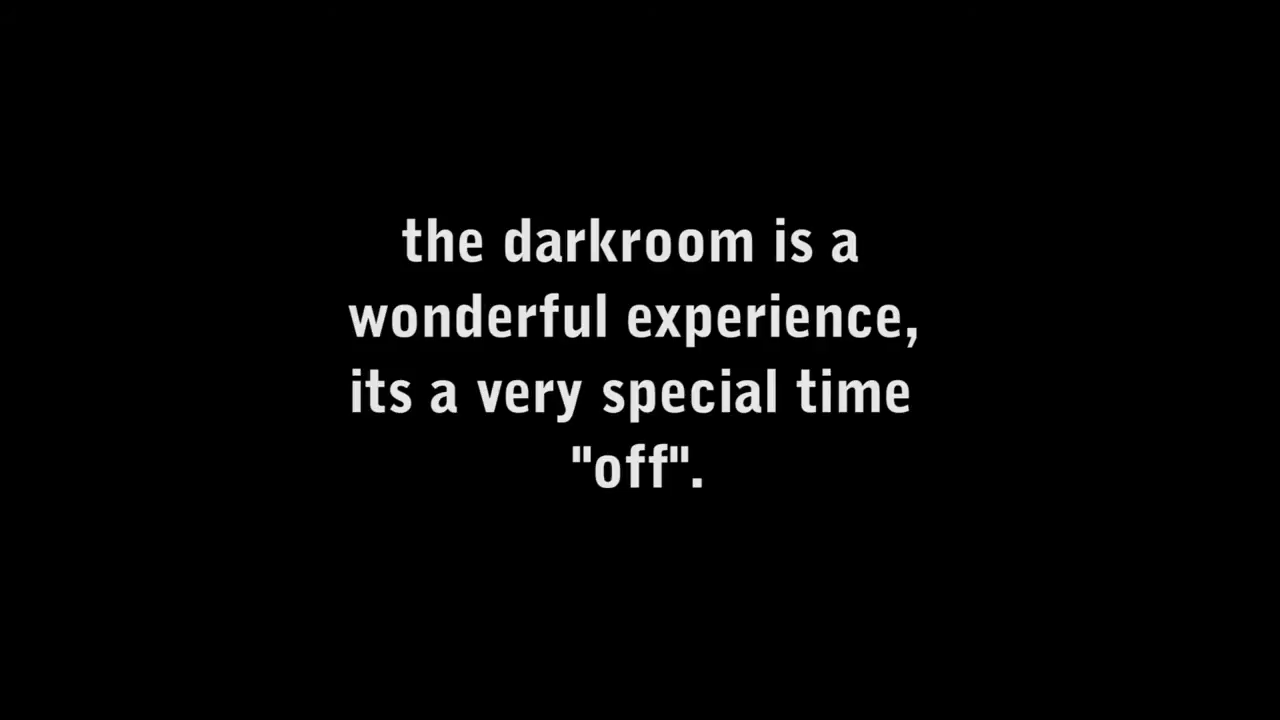 the darkroom is a
wonderful experience,
its a very special time
"off".